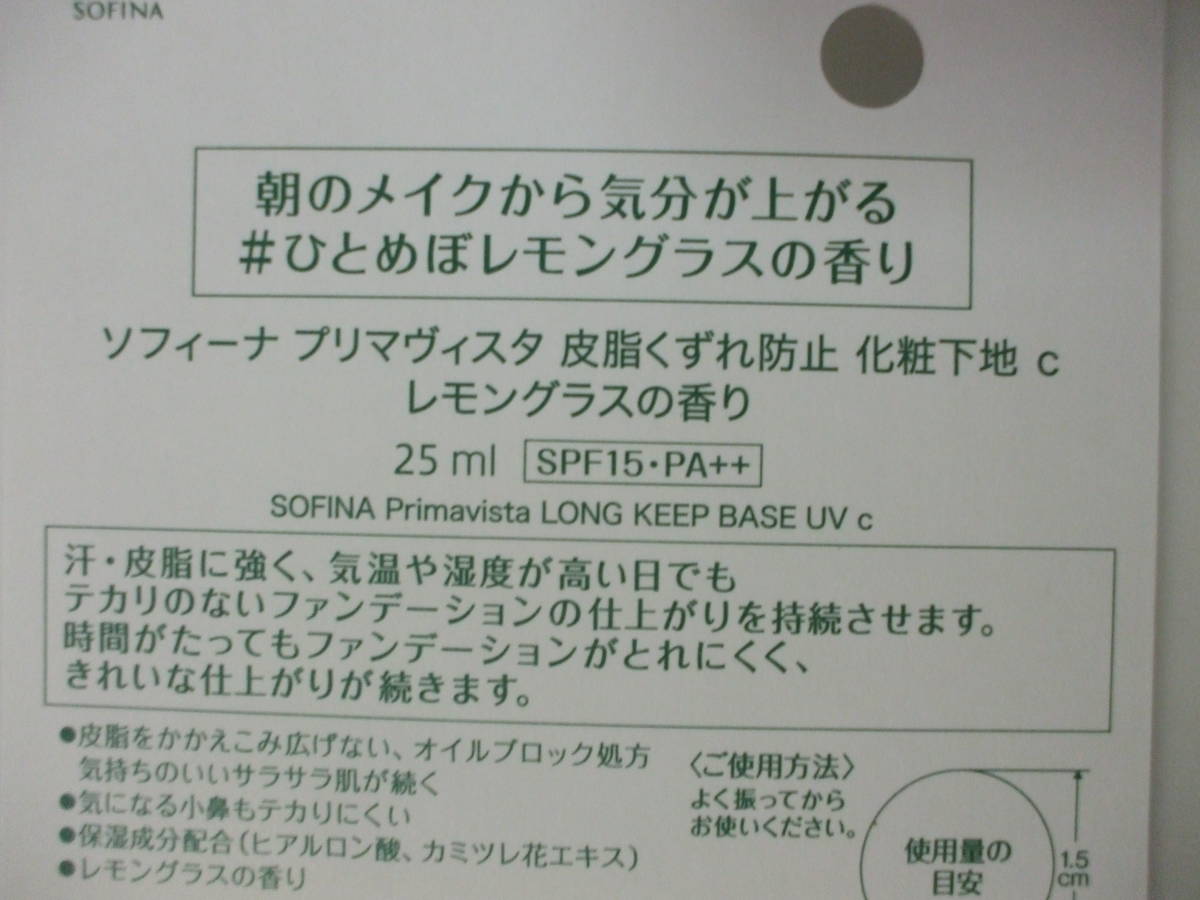 SOFINA
朝のメイクから気分が上がる
#ひとめぼレモングラスの香り
ソフィーナ プリマヴィスタ 皮脂くずれ防止 化粧下地 c
レモングラスの香り
25 ml SPF15・PA++
SOFINA Primavista LONG KEEP BASE UV c
汗・皮脂に強く、気温や湿度が高い日でも
テカリのないファンデーションの仕上がりを持続させます。
時間がたってもファンデーションがとれにくく、
きれいな仕上がりが続きます。
●皮脂をかかえこみ広げない、オイルブロック処方
気持ちのいいサラサラ肌が続く
●気になる小鼻もテカリにくい
●保湿成分配合(ヒアルロン酸、カミツレ花エキス)
●レモングラスの香り
〈ご使用方法〉
よく振ってから
お使いください。
使用量の
目安
1.5
cm